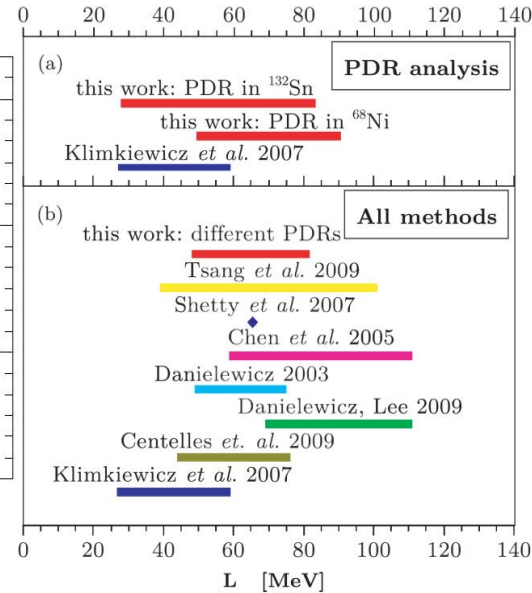 0 20 40 60 80 100 120 140
(a)
PDR analysis
this work: PDR in ¹³²Sn
this work: PDR in ⁶⁸Ni
Klimkiewicz et al. 2007
(b)
All methods
this work: different PDRs
Tsang et al. 2009
Shetty et al. 2007
Chen et al. 2005
Danielewicz 2003
Danielewicz, Lee 2009
Centelles et. al. 2009
Klimkiewicz et al. 2007
0 20 40 60 80 100 120 140
L [MeV]